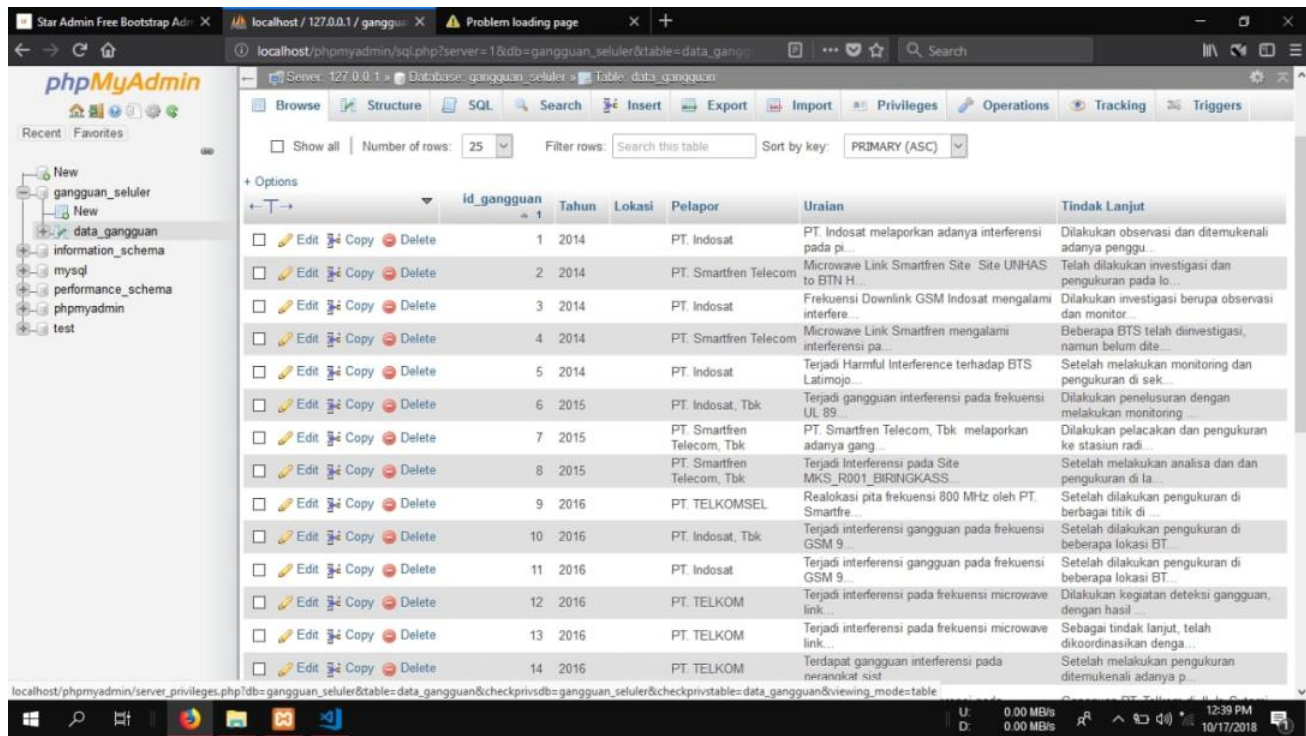 Star Admin Free Bootstrap Adm
localhost / 127.0.0.1 / ganggua
Problem loading page
localhost/phpmyadmin/sql.php?server=1&db=gangguan_seluler&table=data_gangg
Search
phpMyAdmin
Recent Favorites
New
gangguan_seluler
New
data_gangguan
information_schema
mysql
performance_schema
phpmyadmin
test
Server: 127.0.0.1 » Database: gangguan_seluler » Table: data_gangguan
Browse Structure SQL Search Insert Export Import Privileges Operations Tracking Triggers
Show all Number of rows: 25 Filter rows: Search this table Sort by key: PRIMARY (ASC)
+ Options
←T→ id_gangguan 1 Tahun Lokasi Pelapor Uraian Tindak Lanjut
Edit Copy Delete 1 2014 PT. Indosat PT. Indosat melaporkan adanya interferensi pada pi... Dilakukan observasi dan ditemukenali adanya penggu...
Edit Copy Delete 2 2014 PT. Smartfren Telecom Microwave Link Smartfren Site Site UNHAS to BTN H... Telah dilakukan investigasi dan pengukuran pada lo...
Edit Copy Delete 3 2014 PT. Indosat Frekuensi Downlink GSM Indosat mengalami interfere... Dilakukan investigasi berupa observasi dan monitor...
Edit Copy Delete 4 2014 PT. Smartfren Telecom Microwave Link Smartfren mengalami interferensi pa... Beberapa BTS telah diinvestigasi, namun belum dite...
Edit Copy Delete 5 2014 PT. Indosat Terjadi Harmful Interference terhadap BTS Latimojo... Setelah melakukan monitoring dan pengukuran di sek...
Edit Copy Delete 6 2015 PT. Indosat, Tbk Terjadi gangguan interferensi pada frekuensi UL 89... Dilakukan penelusuran dengan melakukan monitoring ...
Edit Copy Delete 7 2015 PT. Smartfren Telecom, Tbk PT. Smartfren Telecom, Tbk melaporkan adanya gang... Dilakukan pelacakan dan pengukuran ke stasiun radi...
Edit Copy Delete 8 2015 PT. Smartfren Telecom, Tbk Terjadi Interferensi pada Site MKS_R001_BIRINGKASS... Setelah melakukan analisa dan dan pengukuran di la...
Edit Copy Delete 9 2016 PT. TELKOMSEL Realokasi pita frekuensi 800 MHz oleh PT. Smartfre... Setelah dilakukan pengukuran di berbagai titik di ...
Edit Copy Delete 10 2016 PT. Indosat, Tbk Terjadi interferensi gangguan pada frekuensi GSM 9... Setelah dilakukan pengukuran di beberapa lokasi BT...
Edit Copy Delete 11 2016 PT. Indosat Terjadi interferensi gangguan pada frekuensi GSM 9... Setelah dilakukan pengukuran di beberapa lokasi BT...
Edit Copy Delete 12 2016 PT. TELKOM Terjadi interferensi pada frekuensi microwave link... Dilakukan kegiatan deteksi gangguan, dengan hasil ...
Edit Copy Delete 13 2016 PT. TELKOM Terjadi interferensi pada frekuensi microwave link... Sebagai tindak lanjut, telah dikoordinasikan denga...
Edit Copy Delete 14 2016 PT. TELKOM Terdapat gangguan interferensi pada perangkat sist... Setelah melakukan pengukuran ditemukenali adanya p...
localhost/phpmyadmin/server_privileges.php?db=gangguan_seluler&table=data_gangguan&checkprivsdb=gangguan_seluler&checkprivstable=data_gangguan&viewing_mode=table
U: 0.00 MB/s
D: 0.00 MB/s
12:39 PM
10/17/2018